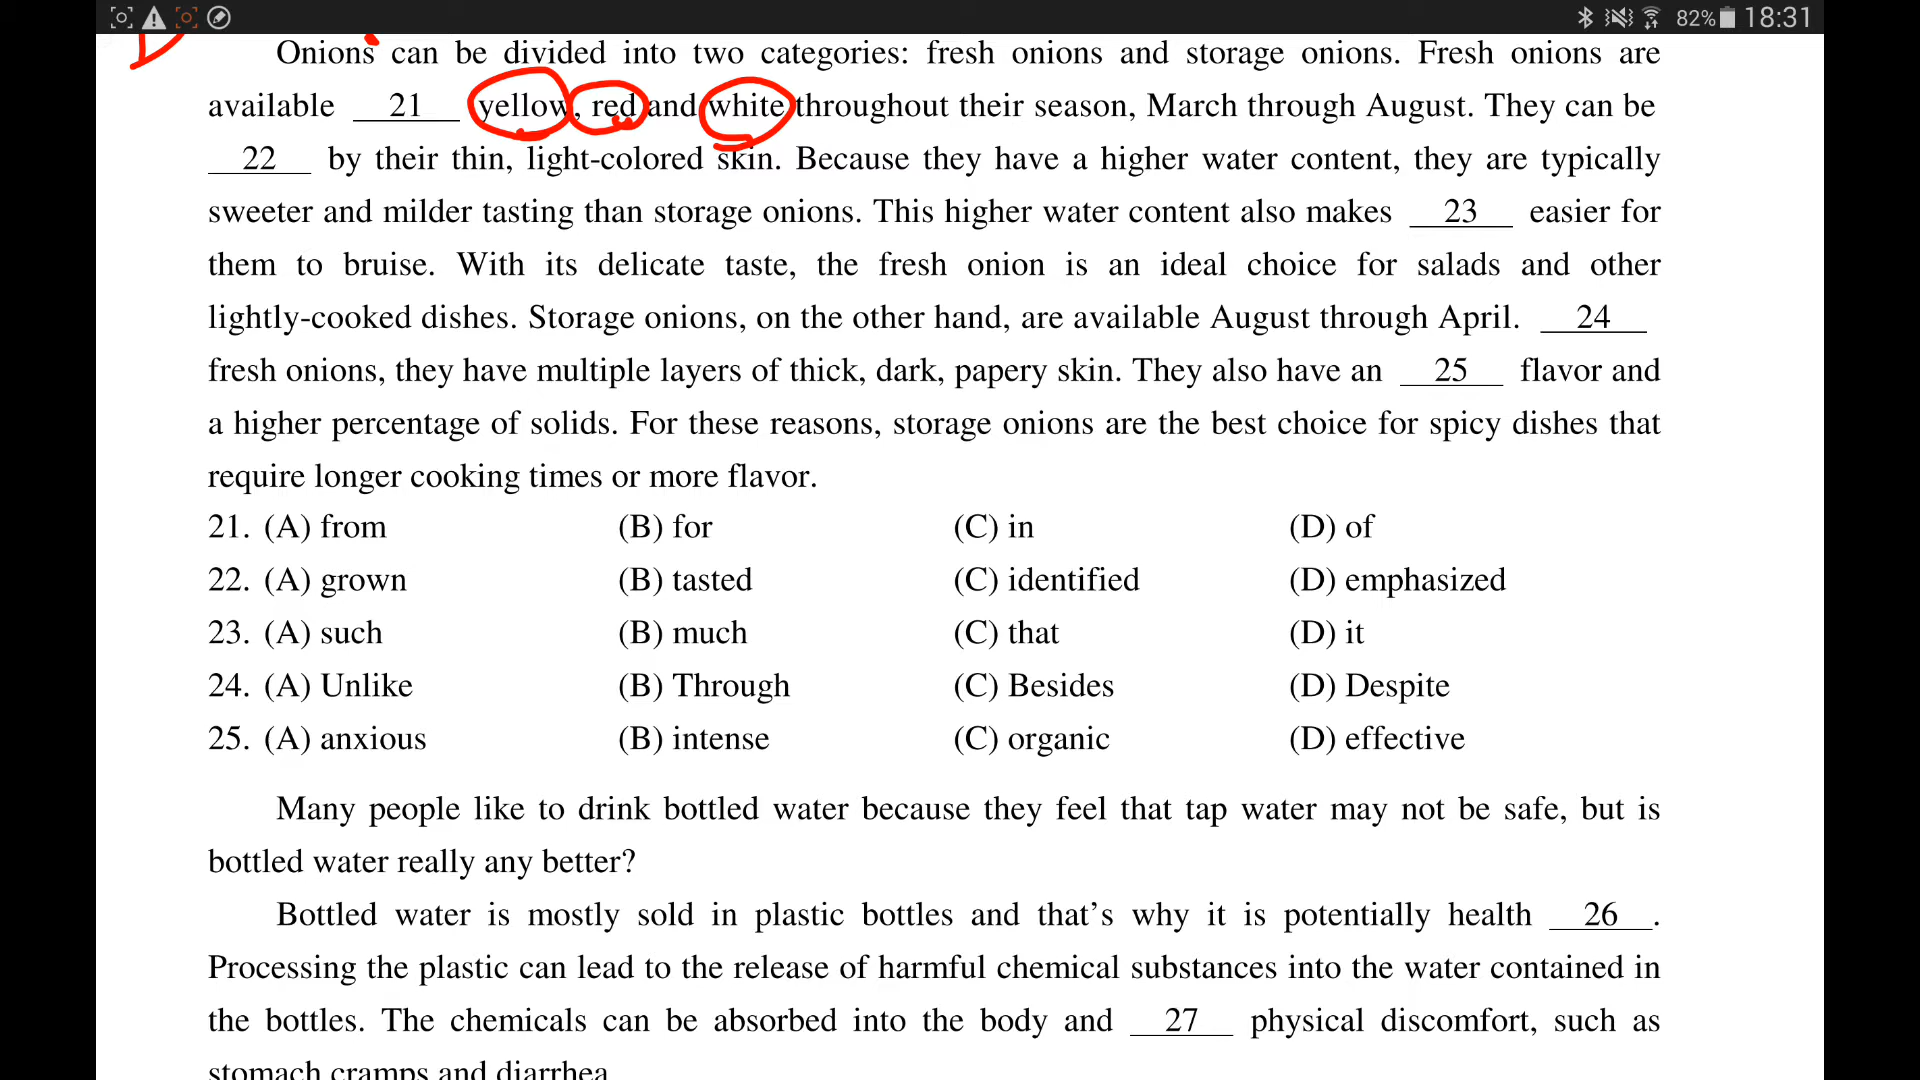 82% 18:31
Onions can be divided into two categories: fresh onions and storage onions. Fresh onions are
available 21 yellow, red and white throughout their season, March through August. They can be
22 by their thin, light-colored skin. Because they have a higher water content, they are typically
sweeter and milder tasting than storage onions. This higher water content also makes 23 easier for
them to bruise. With its delicate taste, the fresh onion is an ideal choice for salads and other
lightly-cooked dishes. Storage onions, on the other hand, are available August through April. 24
fresh onions, they have multiple layers of thick, dark, papery skin. They also have an 25 flavor and
a higher percentage of solids. For these reasons, storage onions are the best choice for spicy dishes that
require longer cooking times or more flavor.
21. (A) from (B) for (C) in (D) of
22. (A) grown (B) tasted (C) identified (D) emphasized
23. (A) such (B) much (C) that (D) it
24. (A) Unlike (B) Through (C) Besides (D) Despite
25. (A) anxious (B) intense (C) organic (D) effective
Many people like to drink bottled water because they feel that tap water may not be safe, but is
bottled water really any better?
Bottled water is mostly sold in plastic bottles and that’s why it is potentially health 26 .
Processing the plastic can lead to the release of harmful chemical substances into the water contained in
the bottles. The chemicals can be absorbed into the body and 27 physical discomfort, such as
stomach cramps and diarrhea